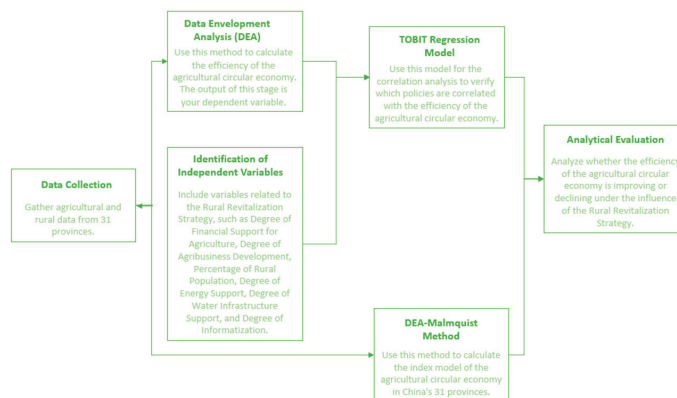 Data Envelopment
Analysis (DEA)
Use this method to calculate
the efficiency of the
agricultural circular economy.
The output of this stage is
your dependent variable.
TOBIT Regression
Model
Use this model for the
correlation analysis to verify
which policies are correlated
with the efficiency of the
agricultural circular economy.
Identification of
Independent Variables
Include variables related to
the Rural Revitalization
Strategy, such as Degree of
Financial Support for
Agriculture, Degree of
Agribusiness Development,
Percentage of Rural
Population, Degree of
Energy Support, Degree of
Water Infrastructure
Support, and Degree of
Informatization.
Data Collection
Gather agricultural and
rural data from 31
provinces.
Analytical Evaluation
Analyze whether the efficiency
of the agricultural circular
economy is improving or
declining under the influence
of the Rural Revitalization
Strategy.
DEA-Malmquist
Method
Use this method to calculate
the index model of the
agricultural circular economy
in China's 31 provinces.